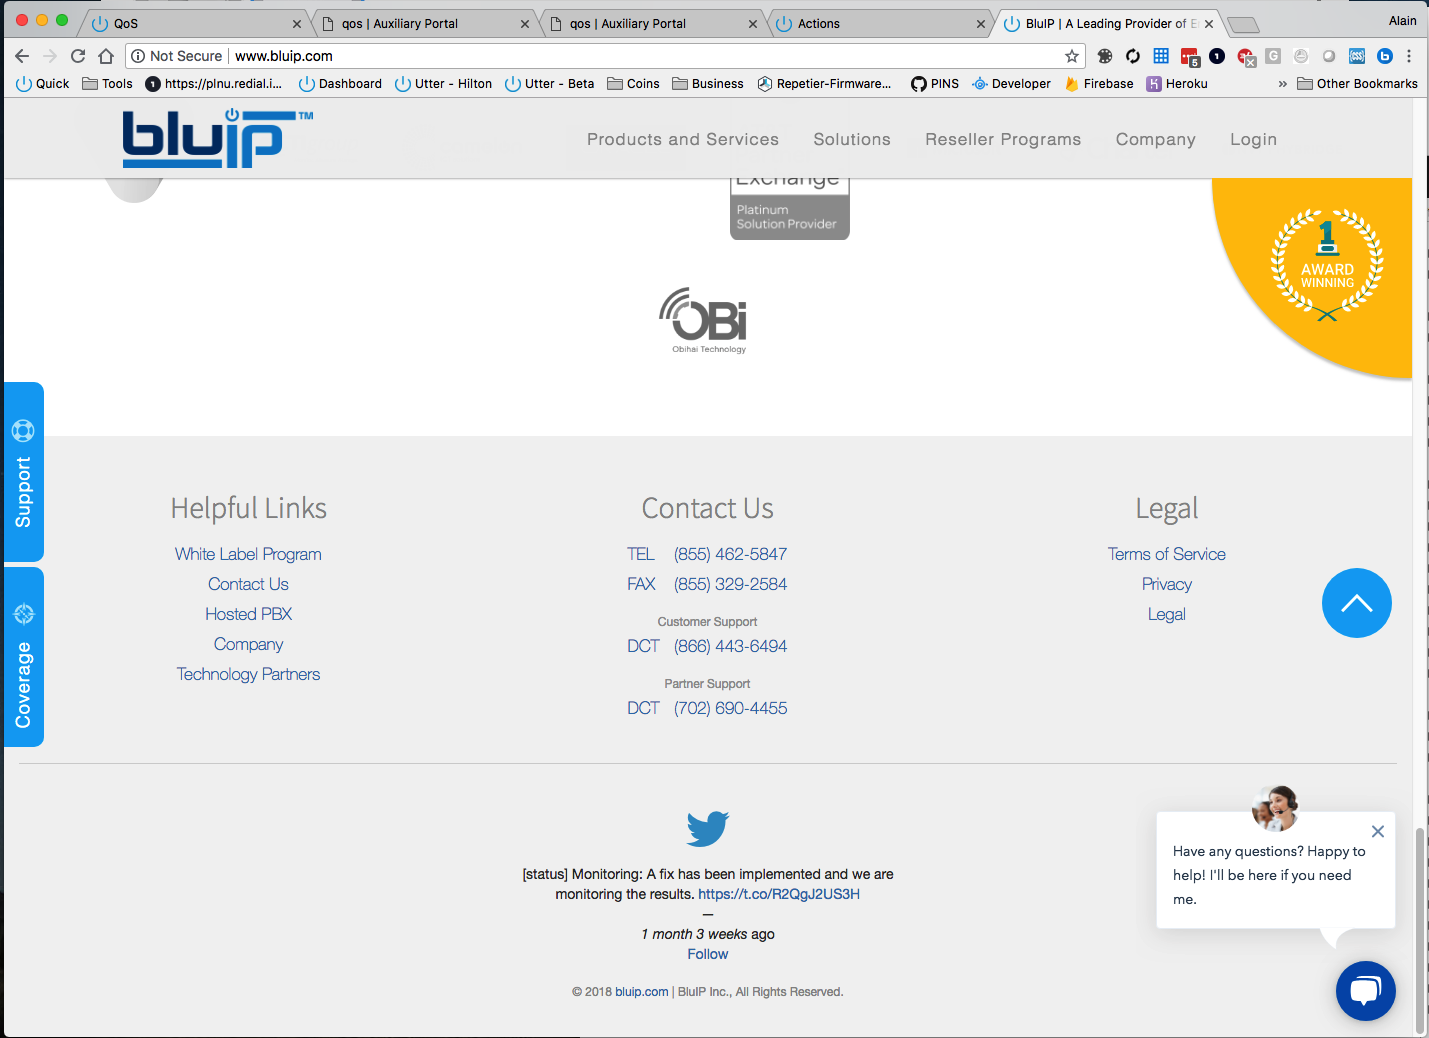 QoS
qos | Auxiliary Portal
qos | Auxiliary Portal
Actions
BluIP | A Leading Provider of E
Alain
Not Secure | www.bluip.com
5
1
G
CSS
b
Quick
Tools
1 https://plnu.redial.i...
Dashboard
Utter - Hilton
Utter - Beta
Coins
Business
Repetier-Firmware...
PINS
Developer
Firebase
Heroku
»
Other Bookmarks
bluip™
Products and Services
Solutions
Reseller Programs
Company
Login
Exchange
Platinum
Solution Provider
1
AWARD
WINNING
OBi
Obihai Technology
Support
Coverage
Helpful Links
White Label Program
Contact Us
Hosted PBX
Company
Technology Partners
Contact Us
TEL (855) 462-5847
FAX (855) 329-2584
Customer Support
DCT (866) 443-6494
Partner Support
DCT (702) 690-4455
Legal
Terms of Service
Privacy
Legal
[status] Monitoring: A fix has been implemented and we are
monitoring the results. https://t.co/R2QgJ2US3H
—
1 month 3 weeks ago
Follow
© 2018 bluip.com | BluIP Inc., All Rights Reserved.
Have any questions? Happy to
help! I'll be here if you need
me.